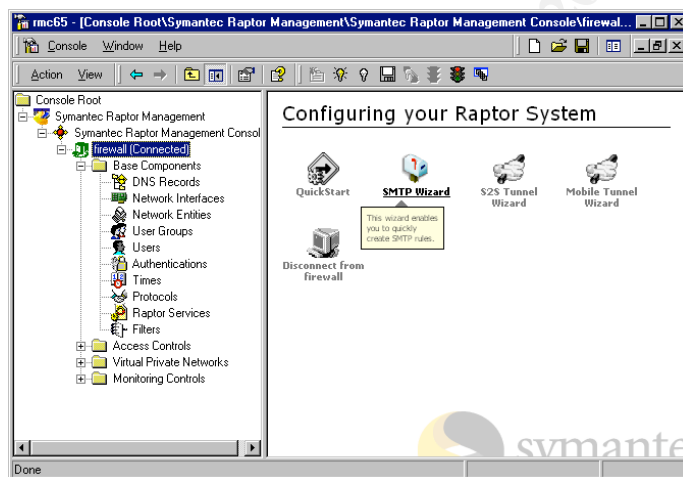 rmc65 - [Console Root\Symantec Raptor Management\Symantec Raptor Management Console\firewal...
Console Window Help
Action View
Console Root
Symantec Raptor Management
Symantec Raptor Management Consol
firewall (Connected)
Base Components
DNS Records
Network Interfaces
Network Entities
User Groups
Users
Authentications
Times
Protocols
Raptor Services
Filters
Access Controls
Virtual Private Networks
Monitoring Controls
Configuring your Raptor System
QuickStart
SMTP Wizard
S2S Tunnel
Wizard
Mobile Tunnel
Wizard
This wizard enables
you to quickly
create SMTP rules.
Disconnect from
firewall
symante
Done